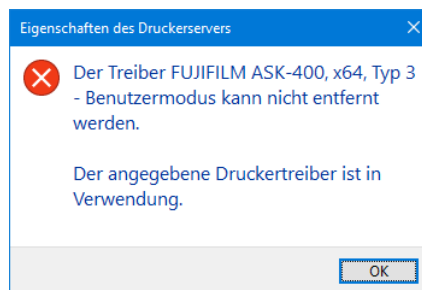 Eigenschaften des Druckerservers
Der Treiber FUJIFILM ASK-400, x64, Typ 3
- Benutzermodus kann nicht entfernt
werden.
Der angegebene Druckertreiber ist in
Verwendung.
OK